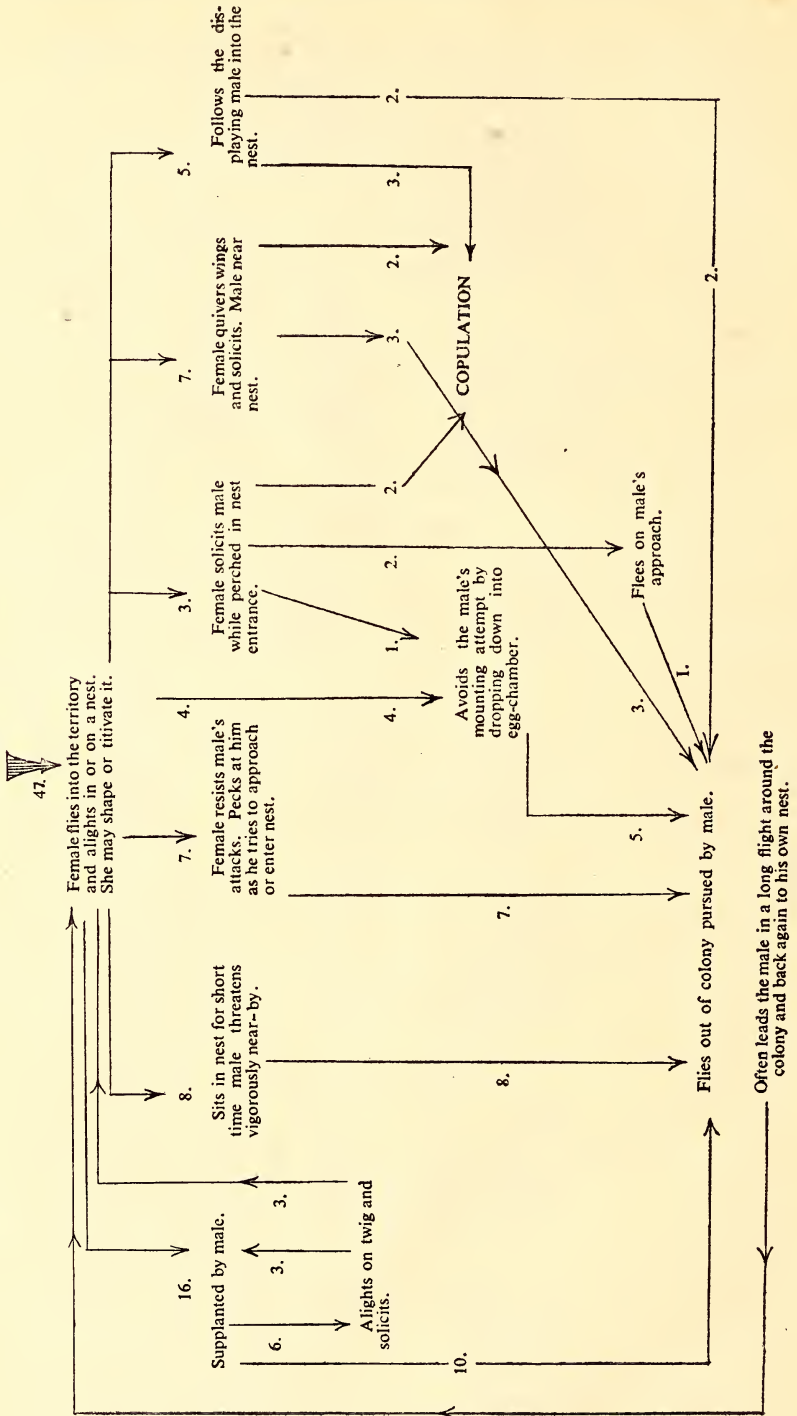 47.
Female flies into the territory
and alights in or on a nest.
She may shape or titivate it.
16.
Supplanted by male.
6.
3.
3.
Alights on twig and
solicits.
10.
8.
Sits in nest for short
time male threatens
vigorously near-by.
8.
7.
Female resists male's
attacks. Pecks at him
as he tries to approach
or enter nest.
7.
4.
4.
3.
Female solicits male
while perched in nest
entrance.
1.
2.
2.
Avoids the male's
mounting attempt by
dropping down into
egg-chamber.
5.
7.
Female quivers wings
and solicits. Male near
nest.
3.
2.
5.
Follows the dis-
playing male into the
nest.
3.
2.
COPULATION
Flees on male's
approach.
1.
3.
2.
Flies out of colony pursued by male.
Often leads the male in a long flight around the
colony and back again to his own nest.